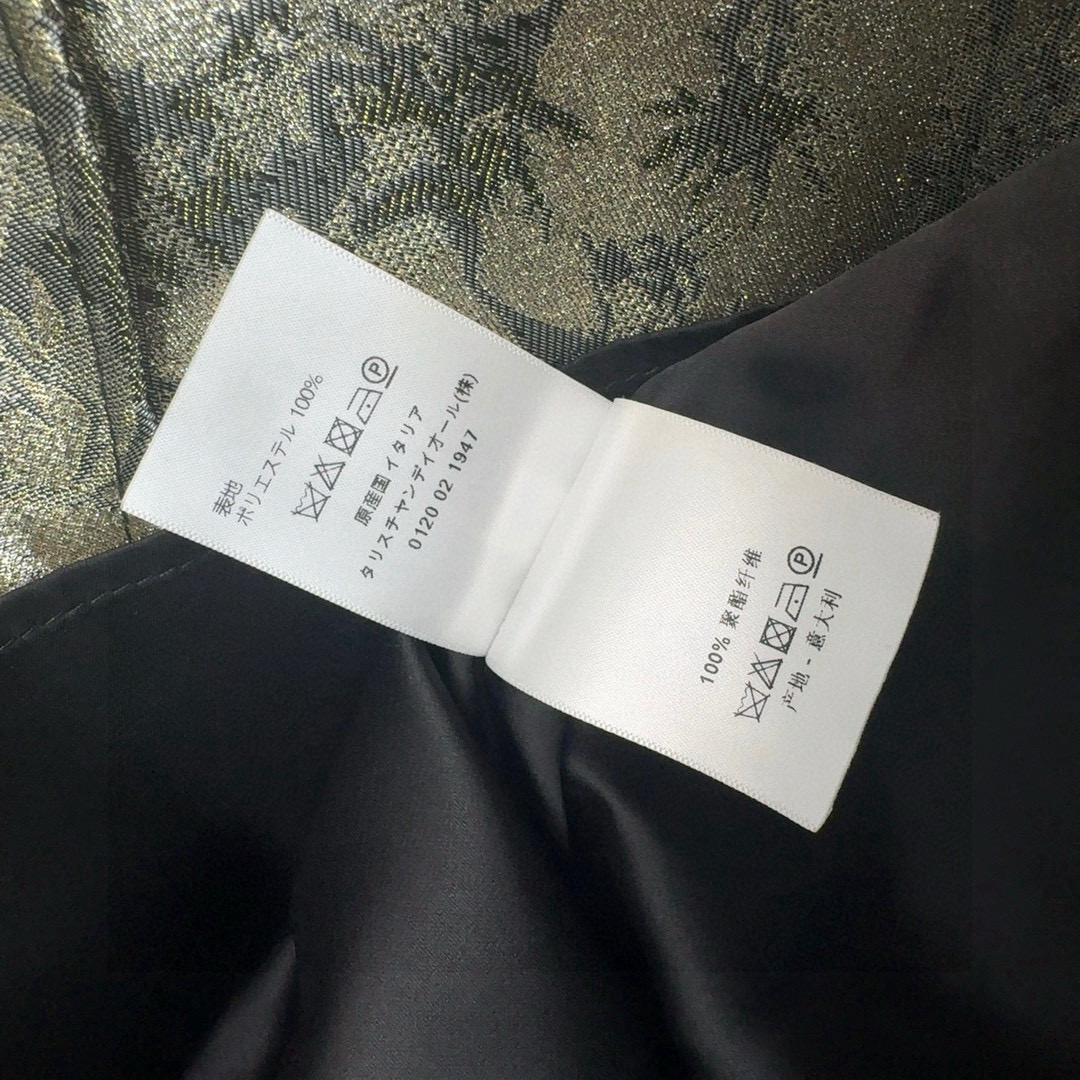 表地
ポリエステル 100%
P
原産国 イタリア
タリスチャンディオール(株)
0120 02 1947
100% 聚酯纤维
P
产地 - 意大利